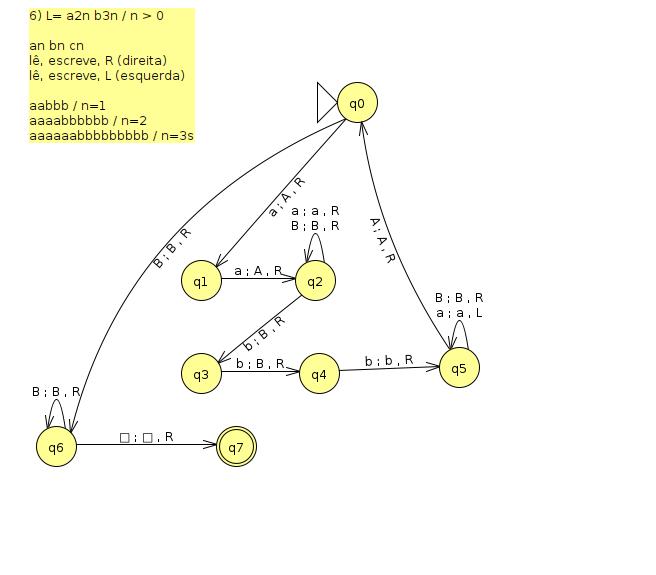 6) L= a2n b3n / n > 0
an bn cn
lê, escreve, R (direita)
lê, escreve, L (esquerda)
aabbb / n=1
aaaabbbbbb / n=2
aaaaaabbbbbbbbb / n=3s
q0
B ; B , R
a ; A , R
A ; A , R
a ; a , R
B ; B , R
q1
a ; A , R
q2
B ; B , R
a ; a , L
b ; B , R
q3
b ; B , R
q4
b ; b , R
q5
B ; B , R
q6
□ ; □ , R
q7